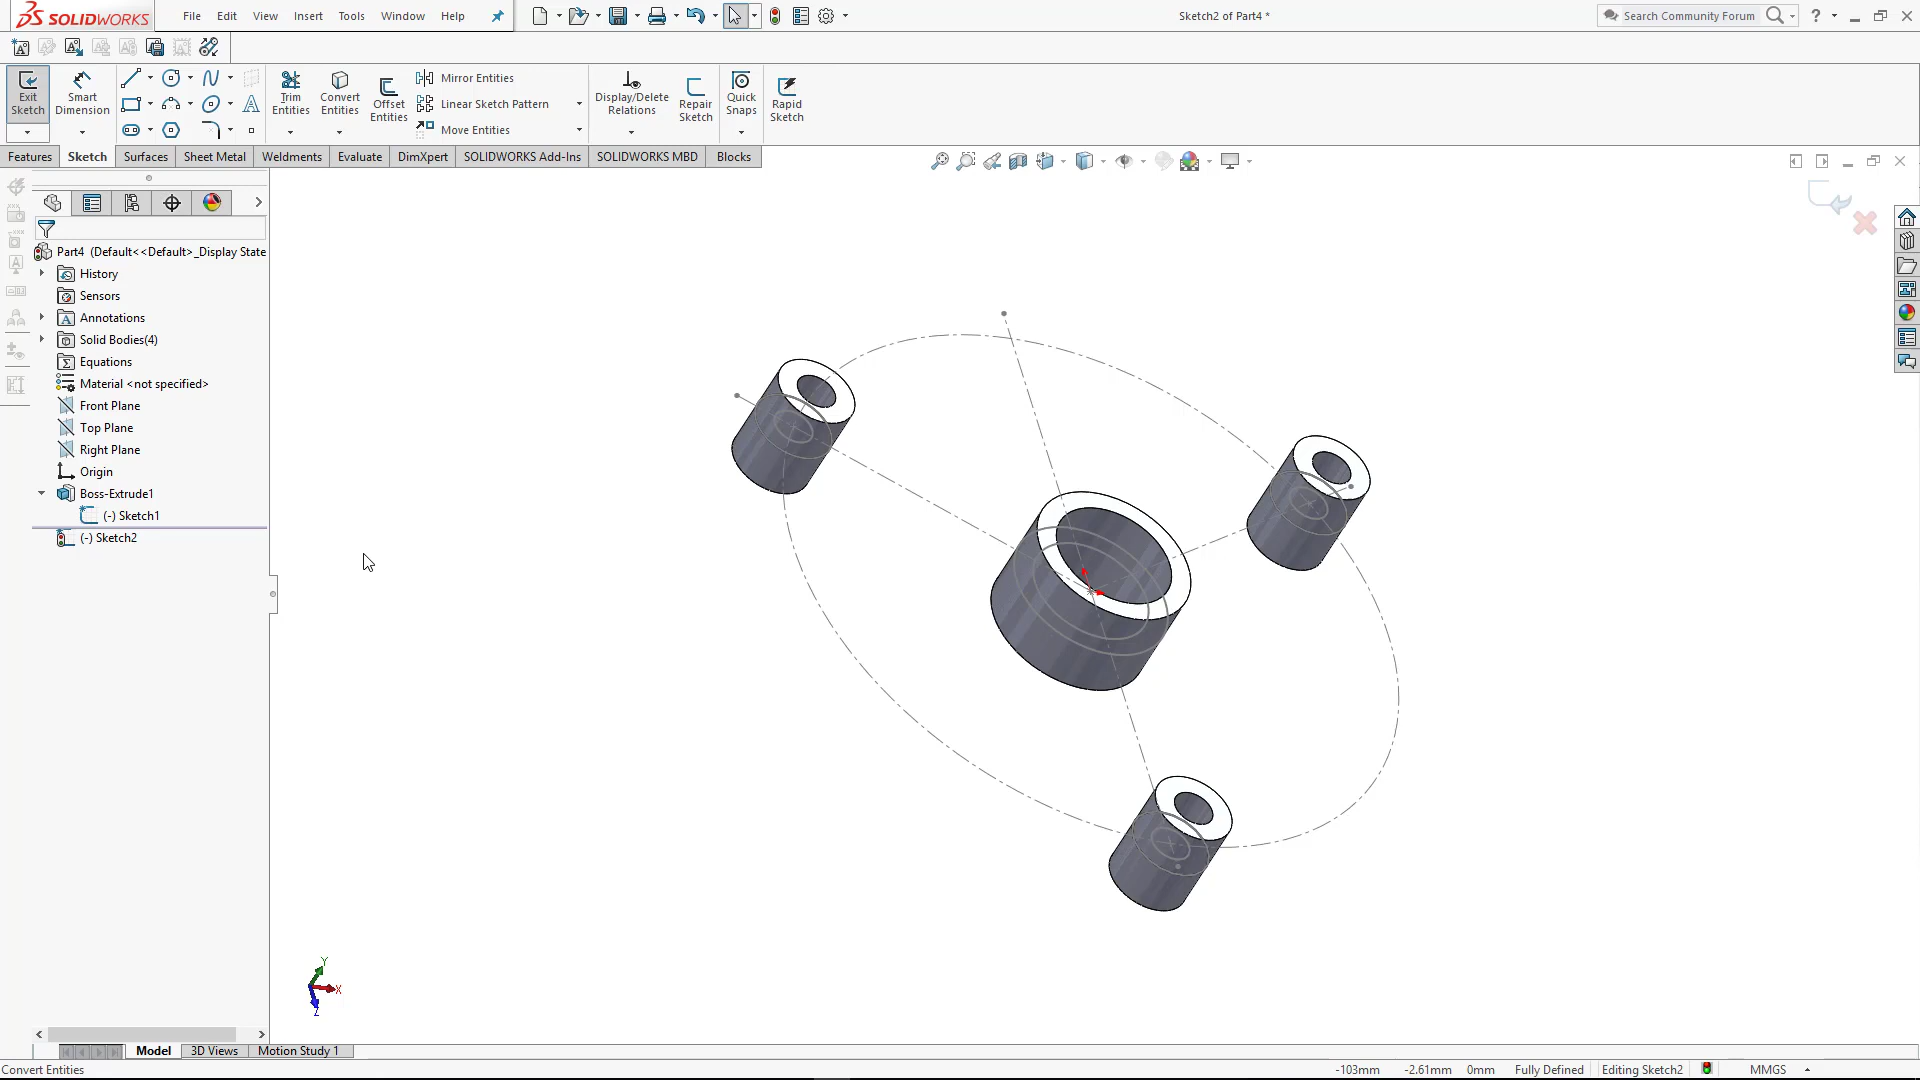 SOLIDWORKS File Edit View Insert Tools Window Help Sketch2 of Part4 * Search Community Forum ?
Exit Sketch
Smart Dimension
Trim Entities
Convert Entities
Offset Entities
Mirror Entities
Linear Sketch Pattern
Move Entities
Display/Delete Relations
Repair Sketch
Quick Snaps
Rapid Sketch
Features Sketch Surfaces Sheet Metal Weldments Evaluate DimXpert SOLIDWORKS Add-Ins SOLIDWORKS MBD Blocks
Part4 (Default<<Default>_Display State
History
Sensors
Annotations
Solid Bodies(4)
Equations
Material <not specified>
Front Plane
Top Plane
Right Plane
Origin
Boss-Extrude1
(-) Sketch1
(-) Sketch2
Y
X
Z
Model 3D Views Motion Study 1
Convert Entities -103mm -2.61mm 0mm Fully Defined Editing Sketch2 MMGS